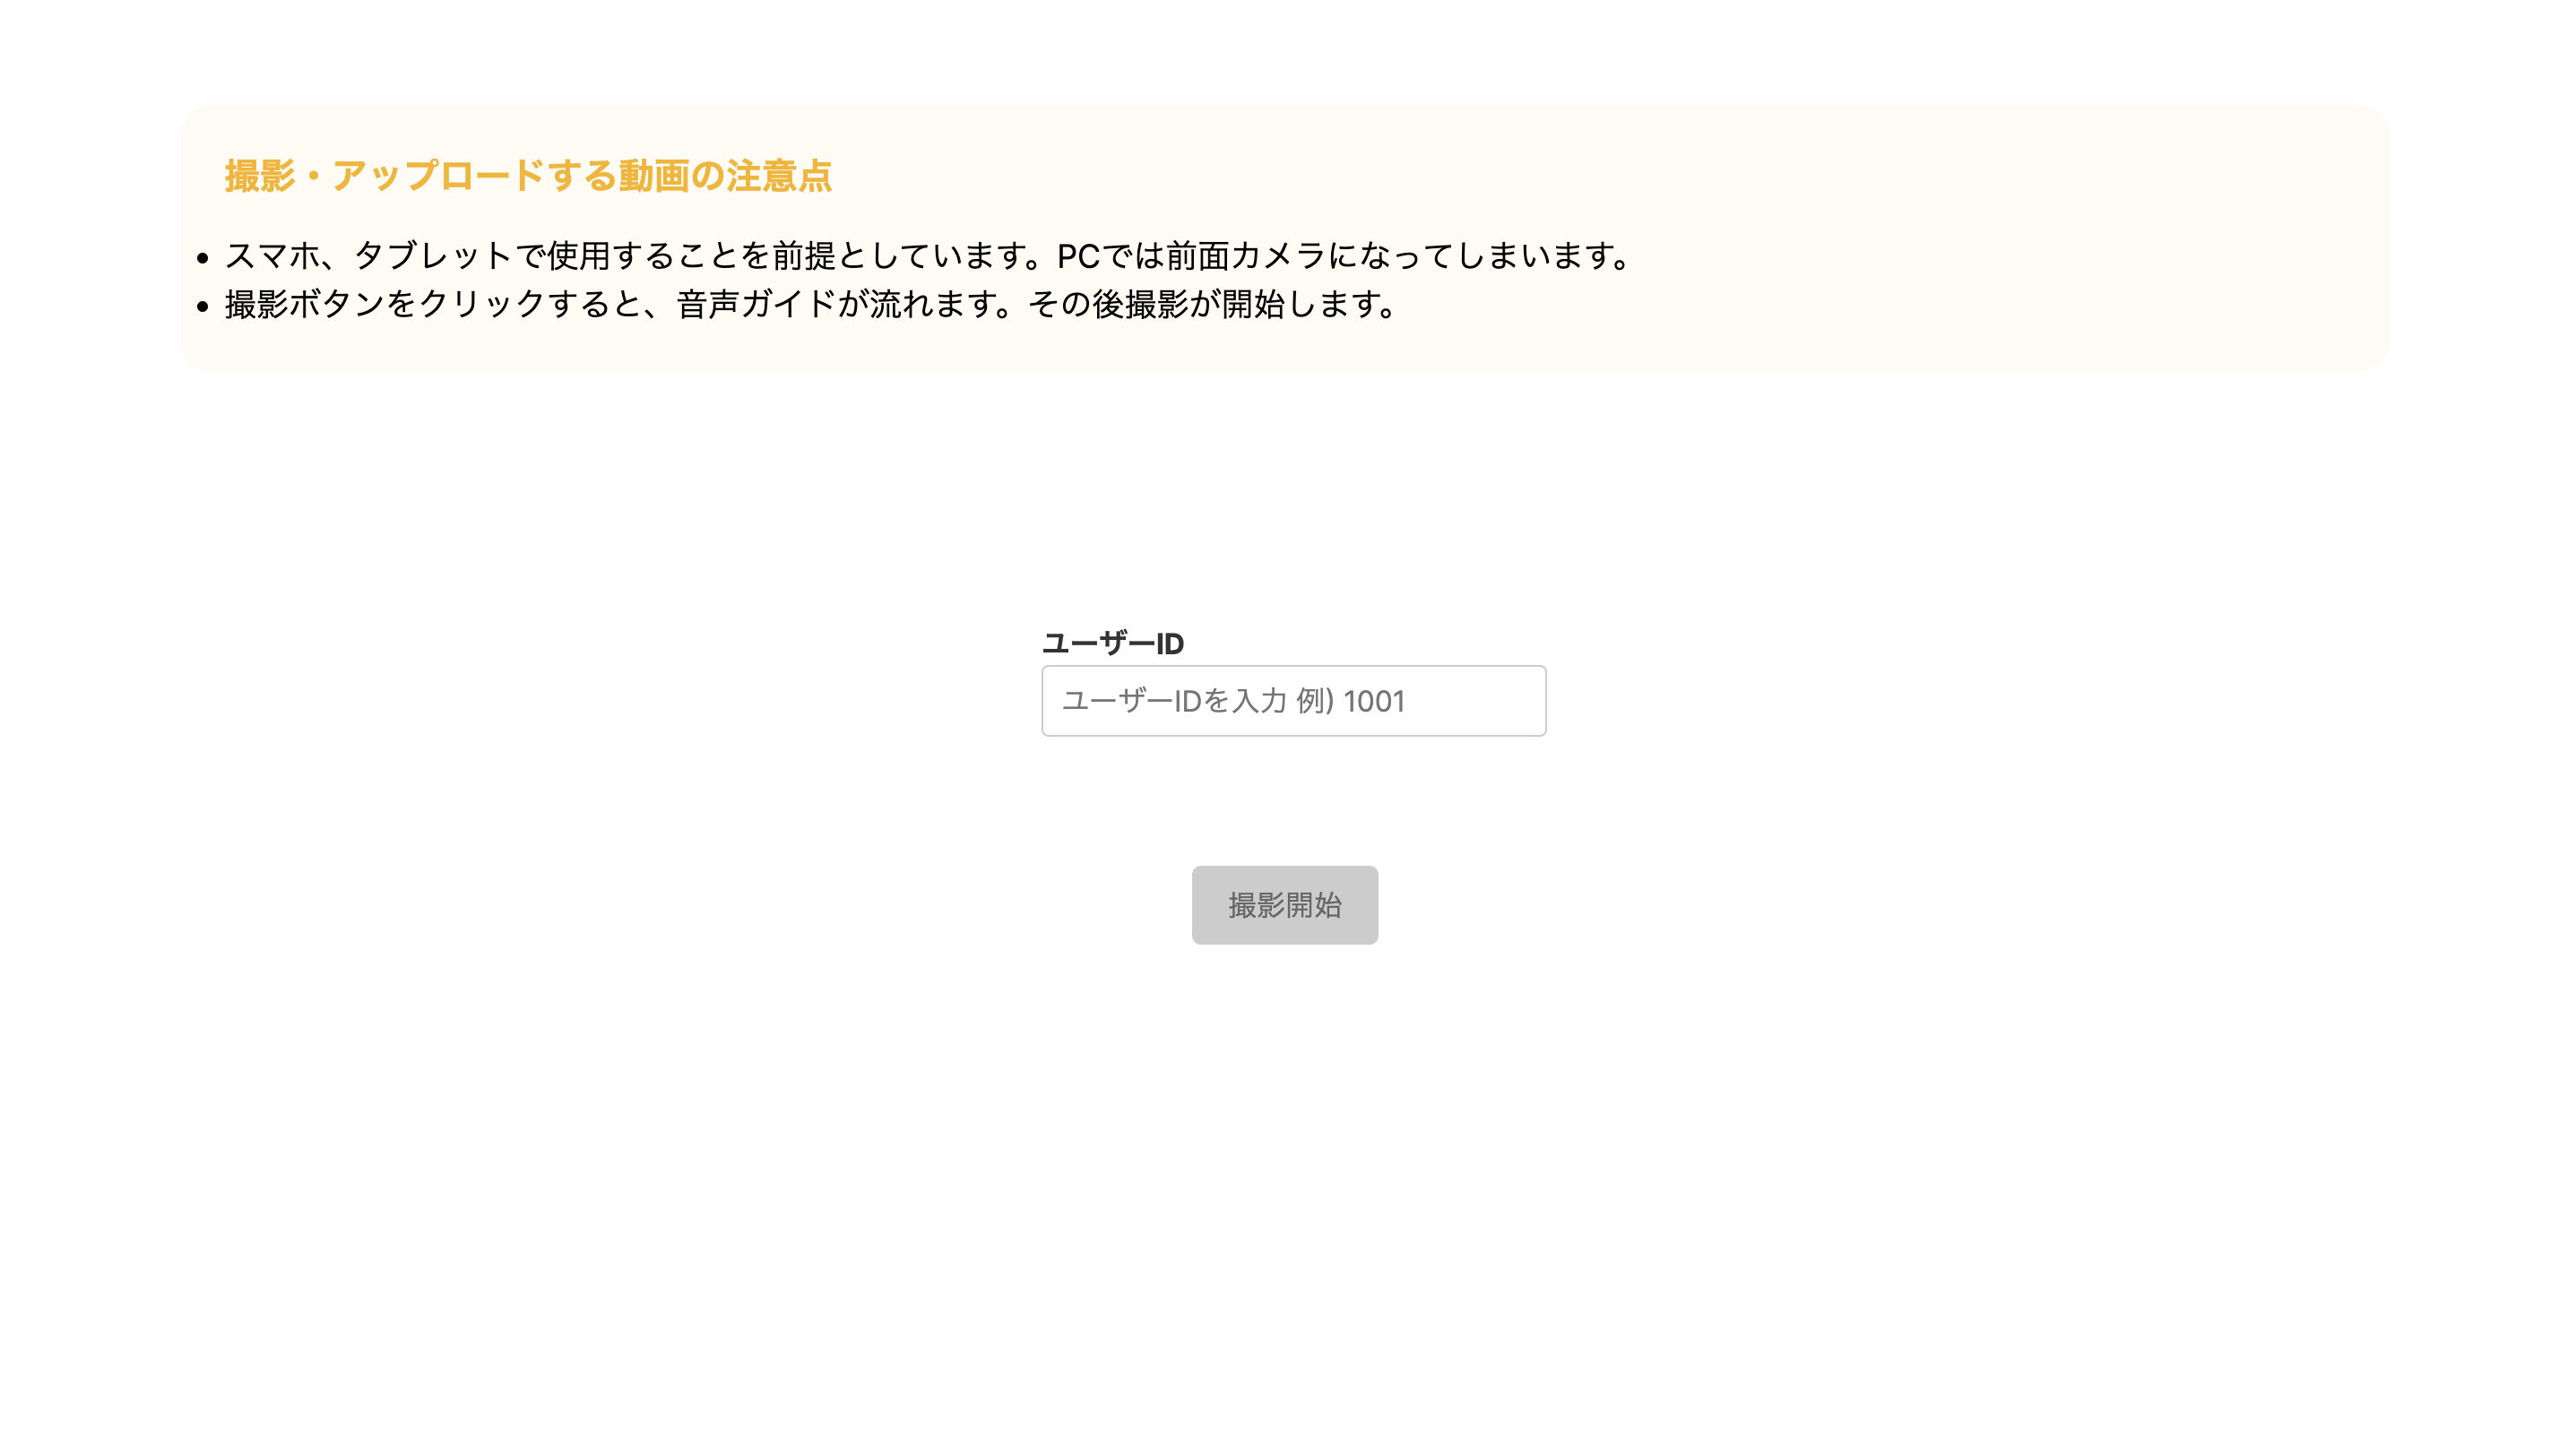 撮影・アップロードする動画の注意点
• スマホ、タブレットで使用することを前提としています。PCでは前面カメラになってしまいます。
• 撮影ボタンをクリックすると、音声ガイドが流れます。その後撮影が開始します。
ユーザーID
ユーザーIDを入力 例) 1001
撮影開始